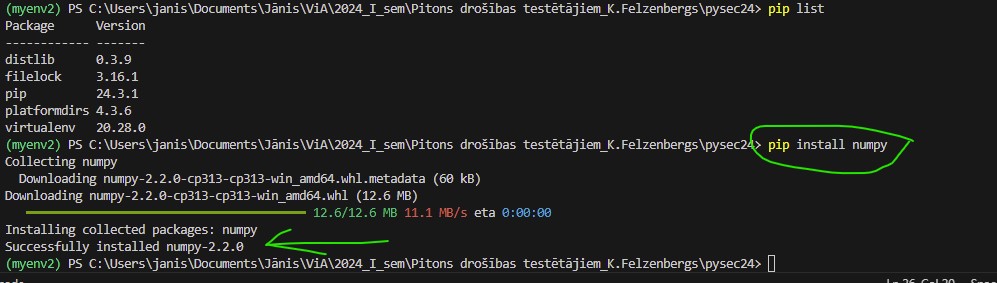 (myenv2) PS C:\Users\janis\Documents\Jānis\ViA\2024_I_sem\Pitons drošības testētājiem_K.Felzenbergs\pysec24> pip list
Package      Version
------------ -------
distlib      0.3.9
filelock     3.16.1
pip          24.3.1
platformdirs 4.3.6
virtualenv   20.28.0
(myenv2) PS C:\Users\janis\Documents\Jānis\ViA\2024_I_sem\Pitons drošības testētājiem_K.Felzenbergs\pysec24> pip install numpy
Collecting numpy
  Downloading numpy-2.2.0-cp313-cp313-win_amd64.whl.metadata (60 kB)
Downloading numpy-2.2.0-cp313-cp313-win_amd64.whl (12.6 MB)
12.6/12.6 MB 11.1 MB/s eta 0:00:00
Installing collected packages: numpy
Successfully installed numpy-2.2.0
(myenv2) PS C:\Users\janis\Documents\Jānis\ViA\2024_I_sem\Pitons drošības testētājiem_K.Felzenbergs\pysec24>